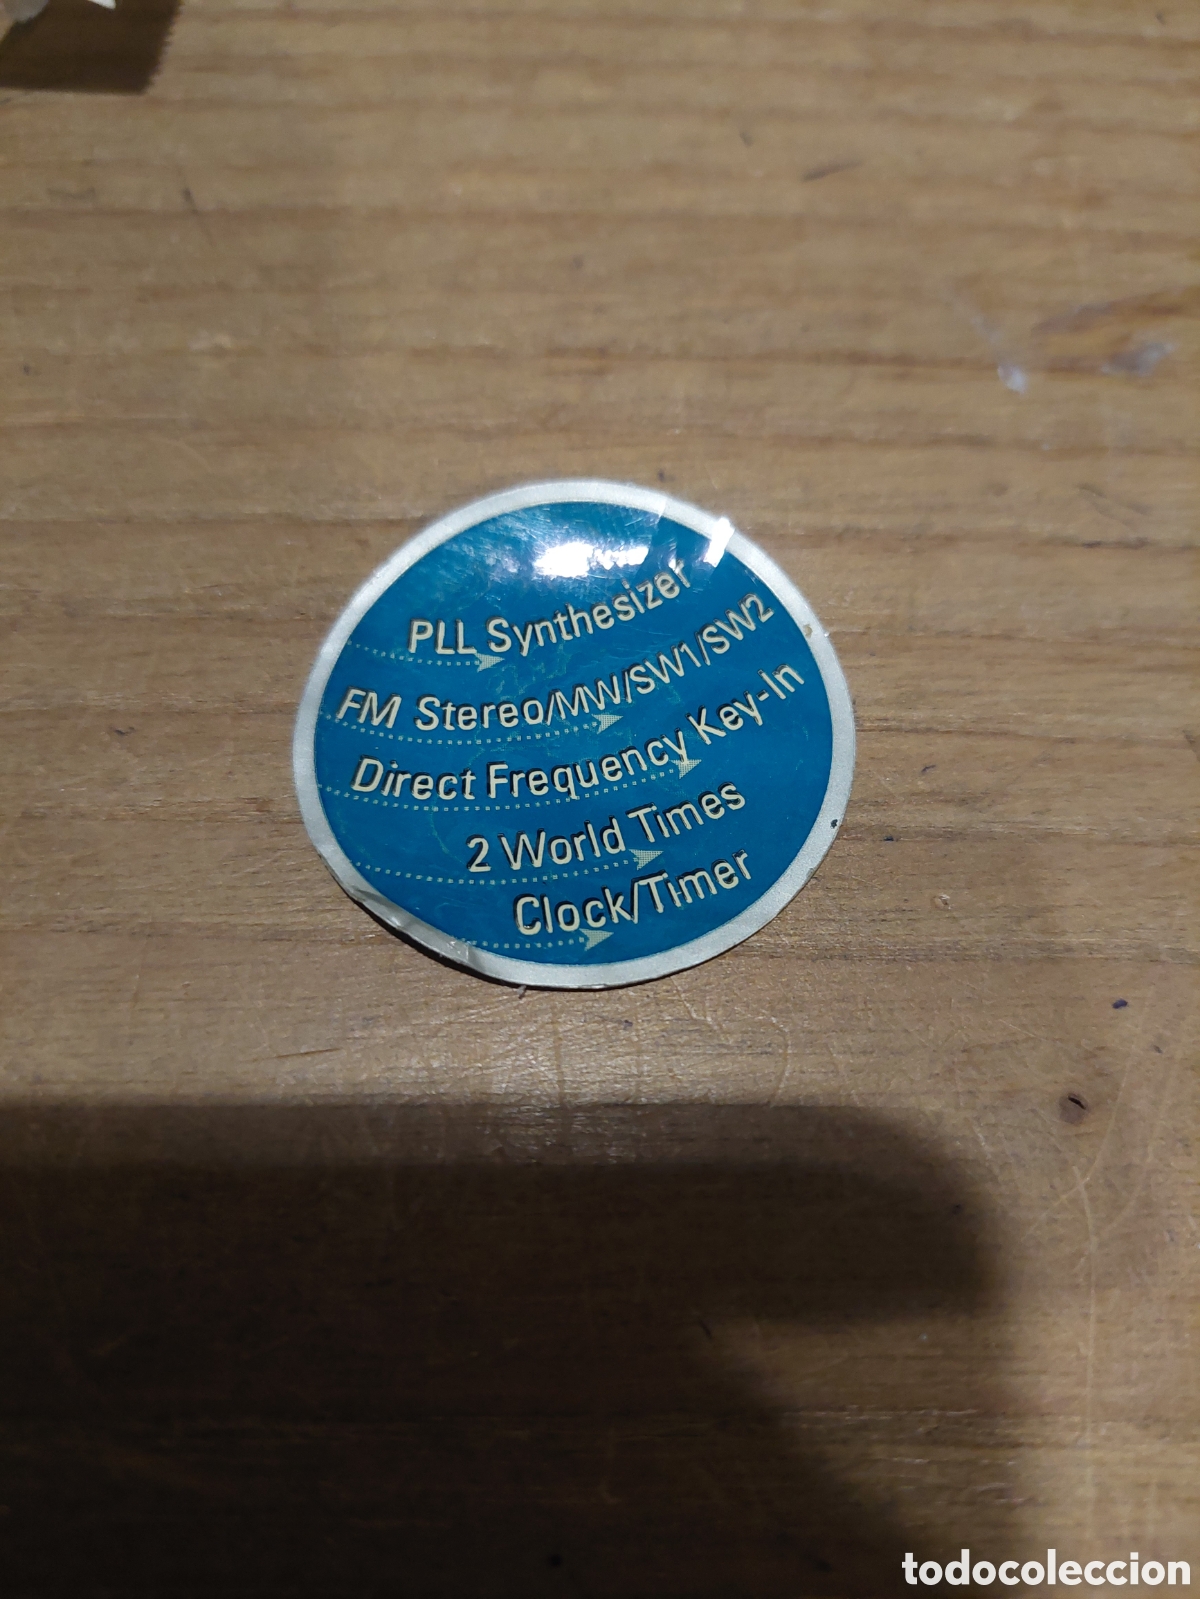 PLL Synthesizer
FM Stereo/MW/SW1/SW2
Direct Frequency Key-In
2 World Times
Clock/Timer
todocoleccion